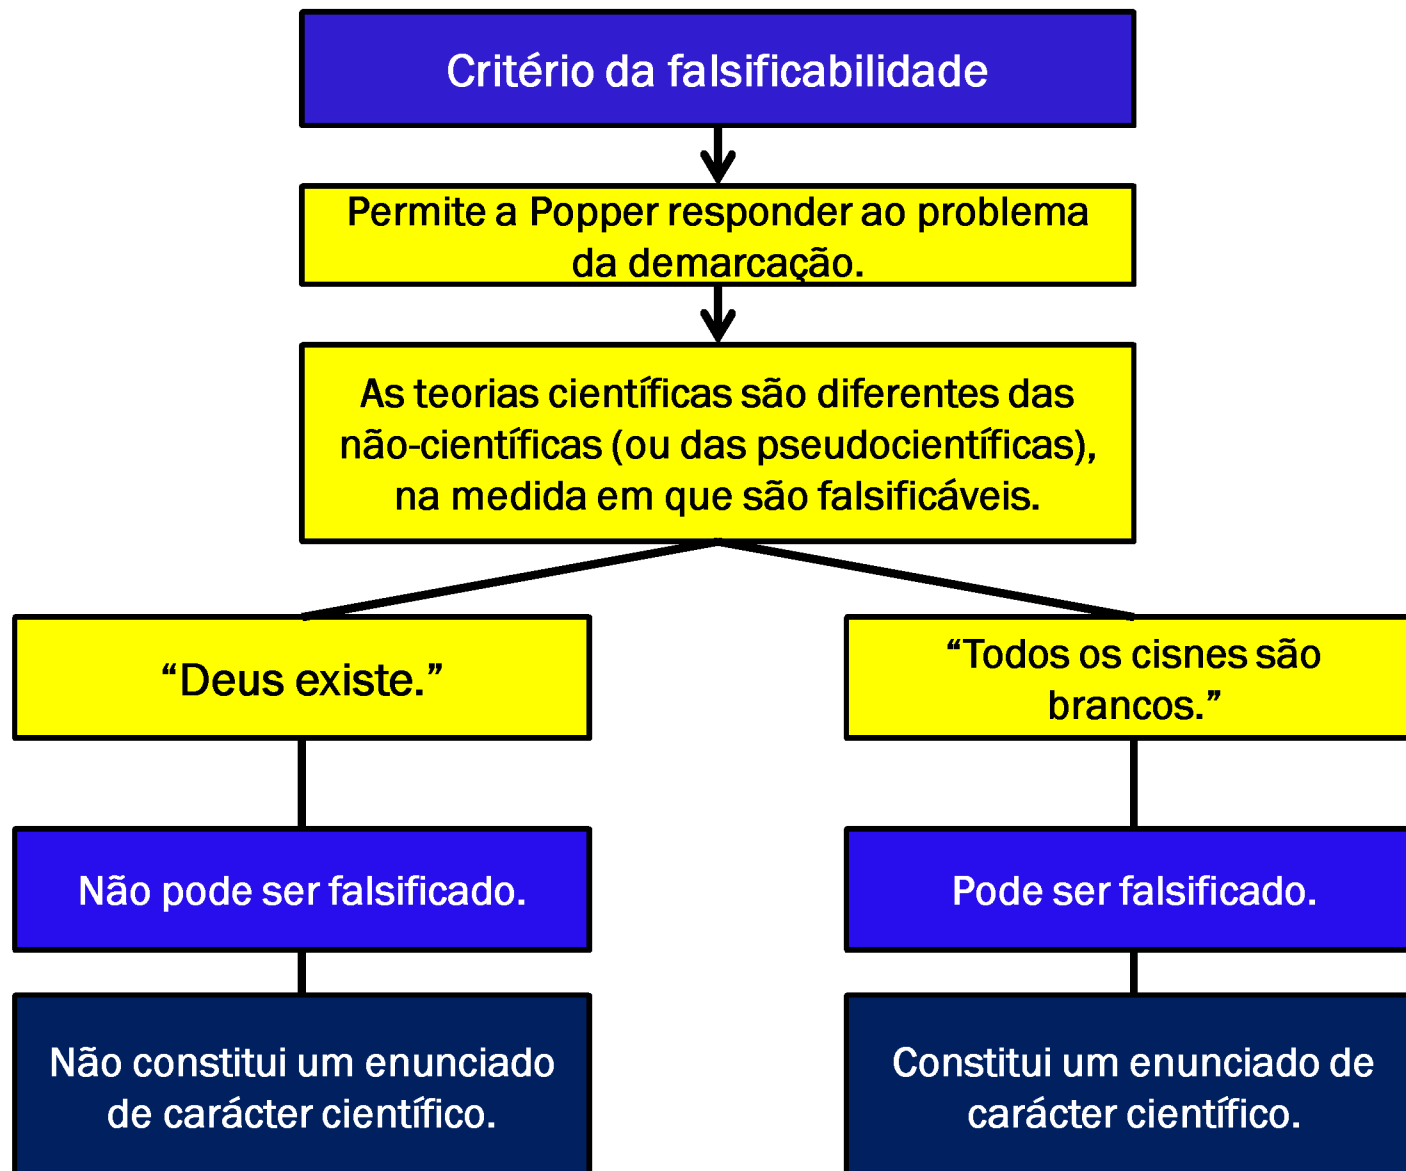 Critério da falsificabilidade
Permite a Popper responder ao problema
da demarcação.
As teorias científicas são diferentes das
não-científicas (ou das pseudocientíficas),
na medida em que são falsificáveis.
“Deus existe.”
“Todos os cisnes são
brancos.”
Não pode ser falsificado.
Pode ser falsificado.
Não constitui um enunciado
de carácter científico.
Constitui um enunciado de
carácter científico.